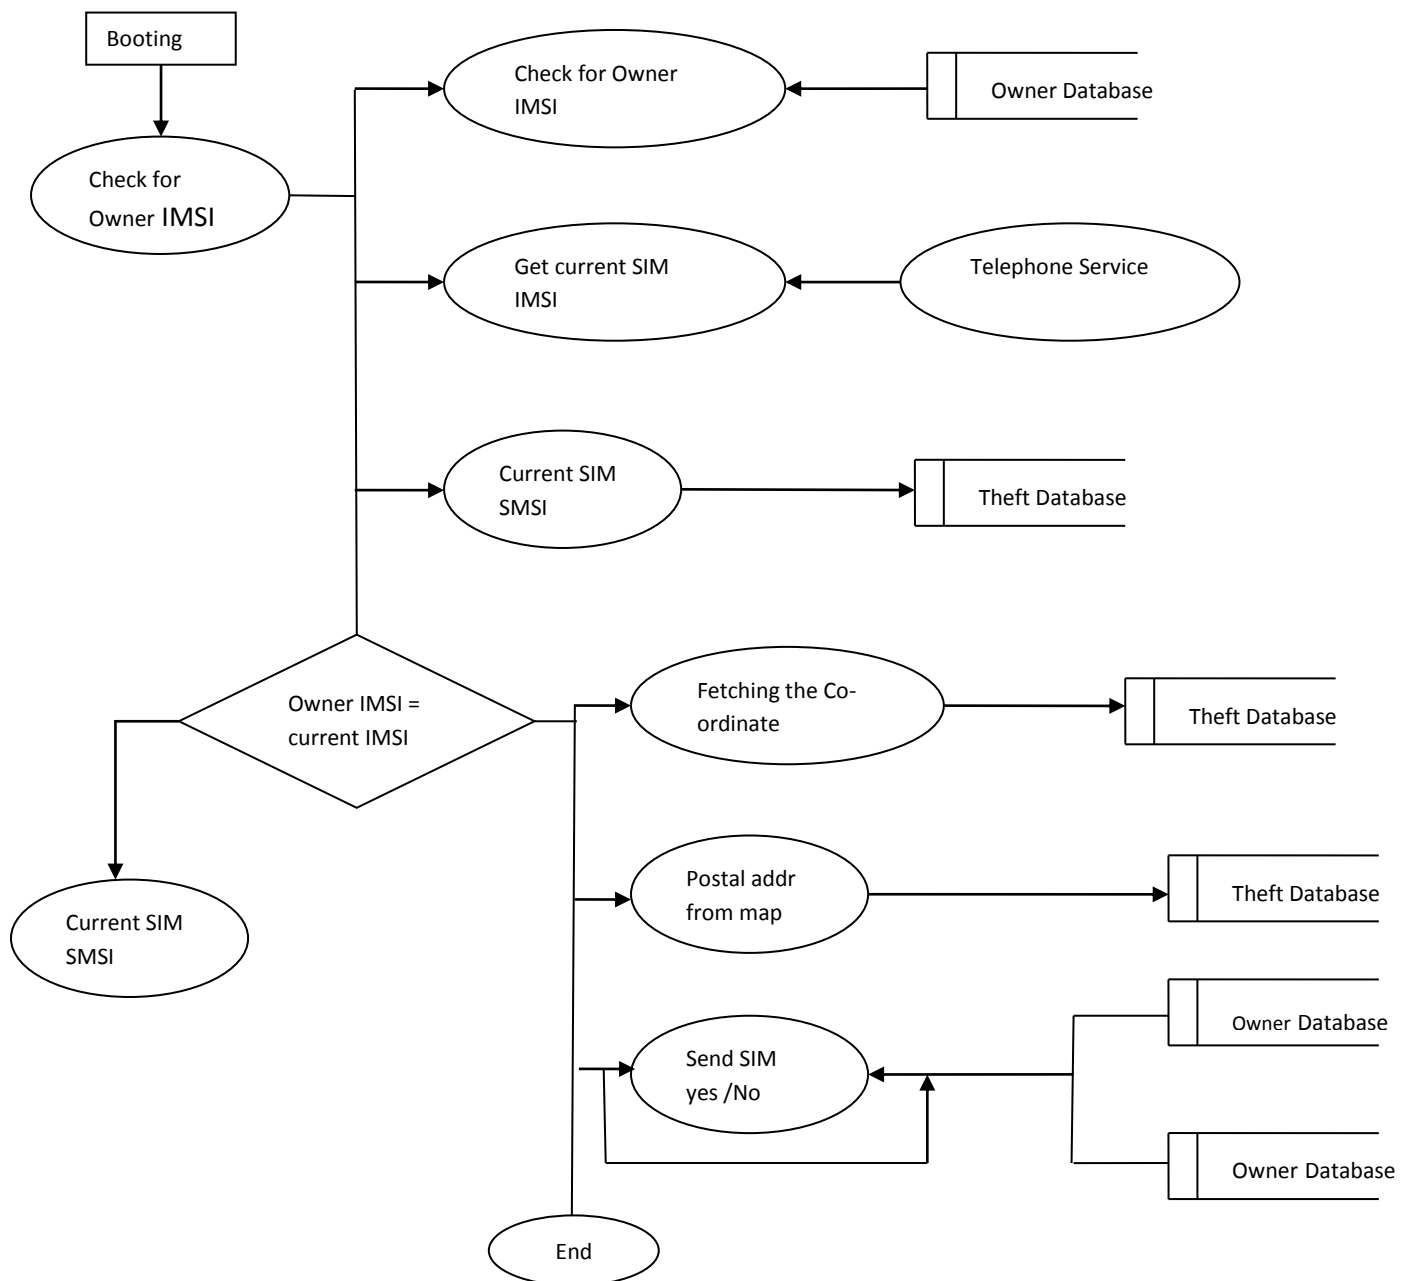 Booting
Check for Owner
IMSI
Owner Database
Check for
Owner IMSI
Get current SIM
IMSI
Telephone Service
Current SIM
SMSI
Theft Database
Owner IMSI =
current IMSI
Fetching the Co-
ordinate
Theft Database
Postal addr
from map
Theft Database
Current SIM
SMSI
Owner Database
Send SIM
yes /No
Owner Database
End